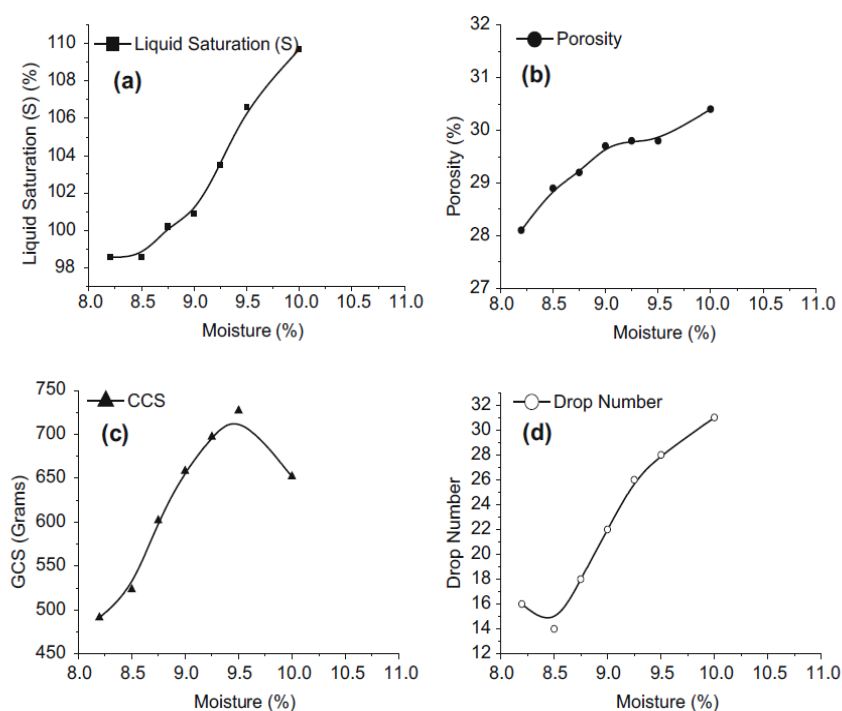 Liquid Saturation (S)
(a)
Liquid Saturation (S) (%)
110
108
106
104
102
100
98
8.0 8.5 9.0 9.5 10.0 10.5 11.0
Moisture (%)
Porosity
(b)
Porosity (%)
32
31
30
29
28
27
8.0 8.5 9.0 9.5 10.0 10.5 11.0
Moisture (%)
CCS
(c)
GCS (Grams)
750
700
650
600
550
500
450
8.0 8.5 9.0 9.5 10.0 10.5 11.0
Moisture (%)
Drop Number
(d)
Drop Number
32
30
28
26
24
22
20
18
16
14
12
8.0 8.5 9.0 9.5 10.0 10.5 11.0
Moisture (%)